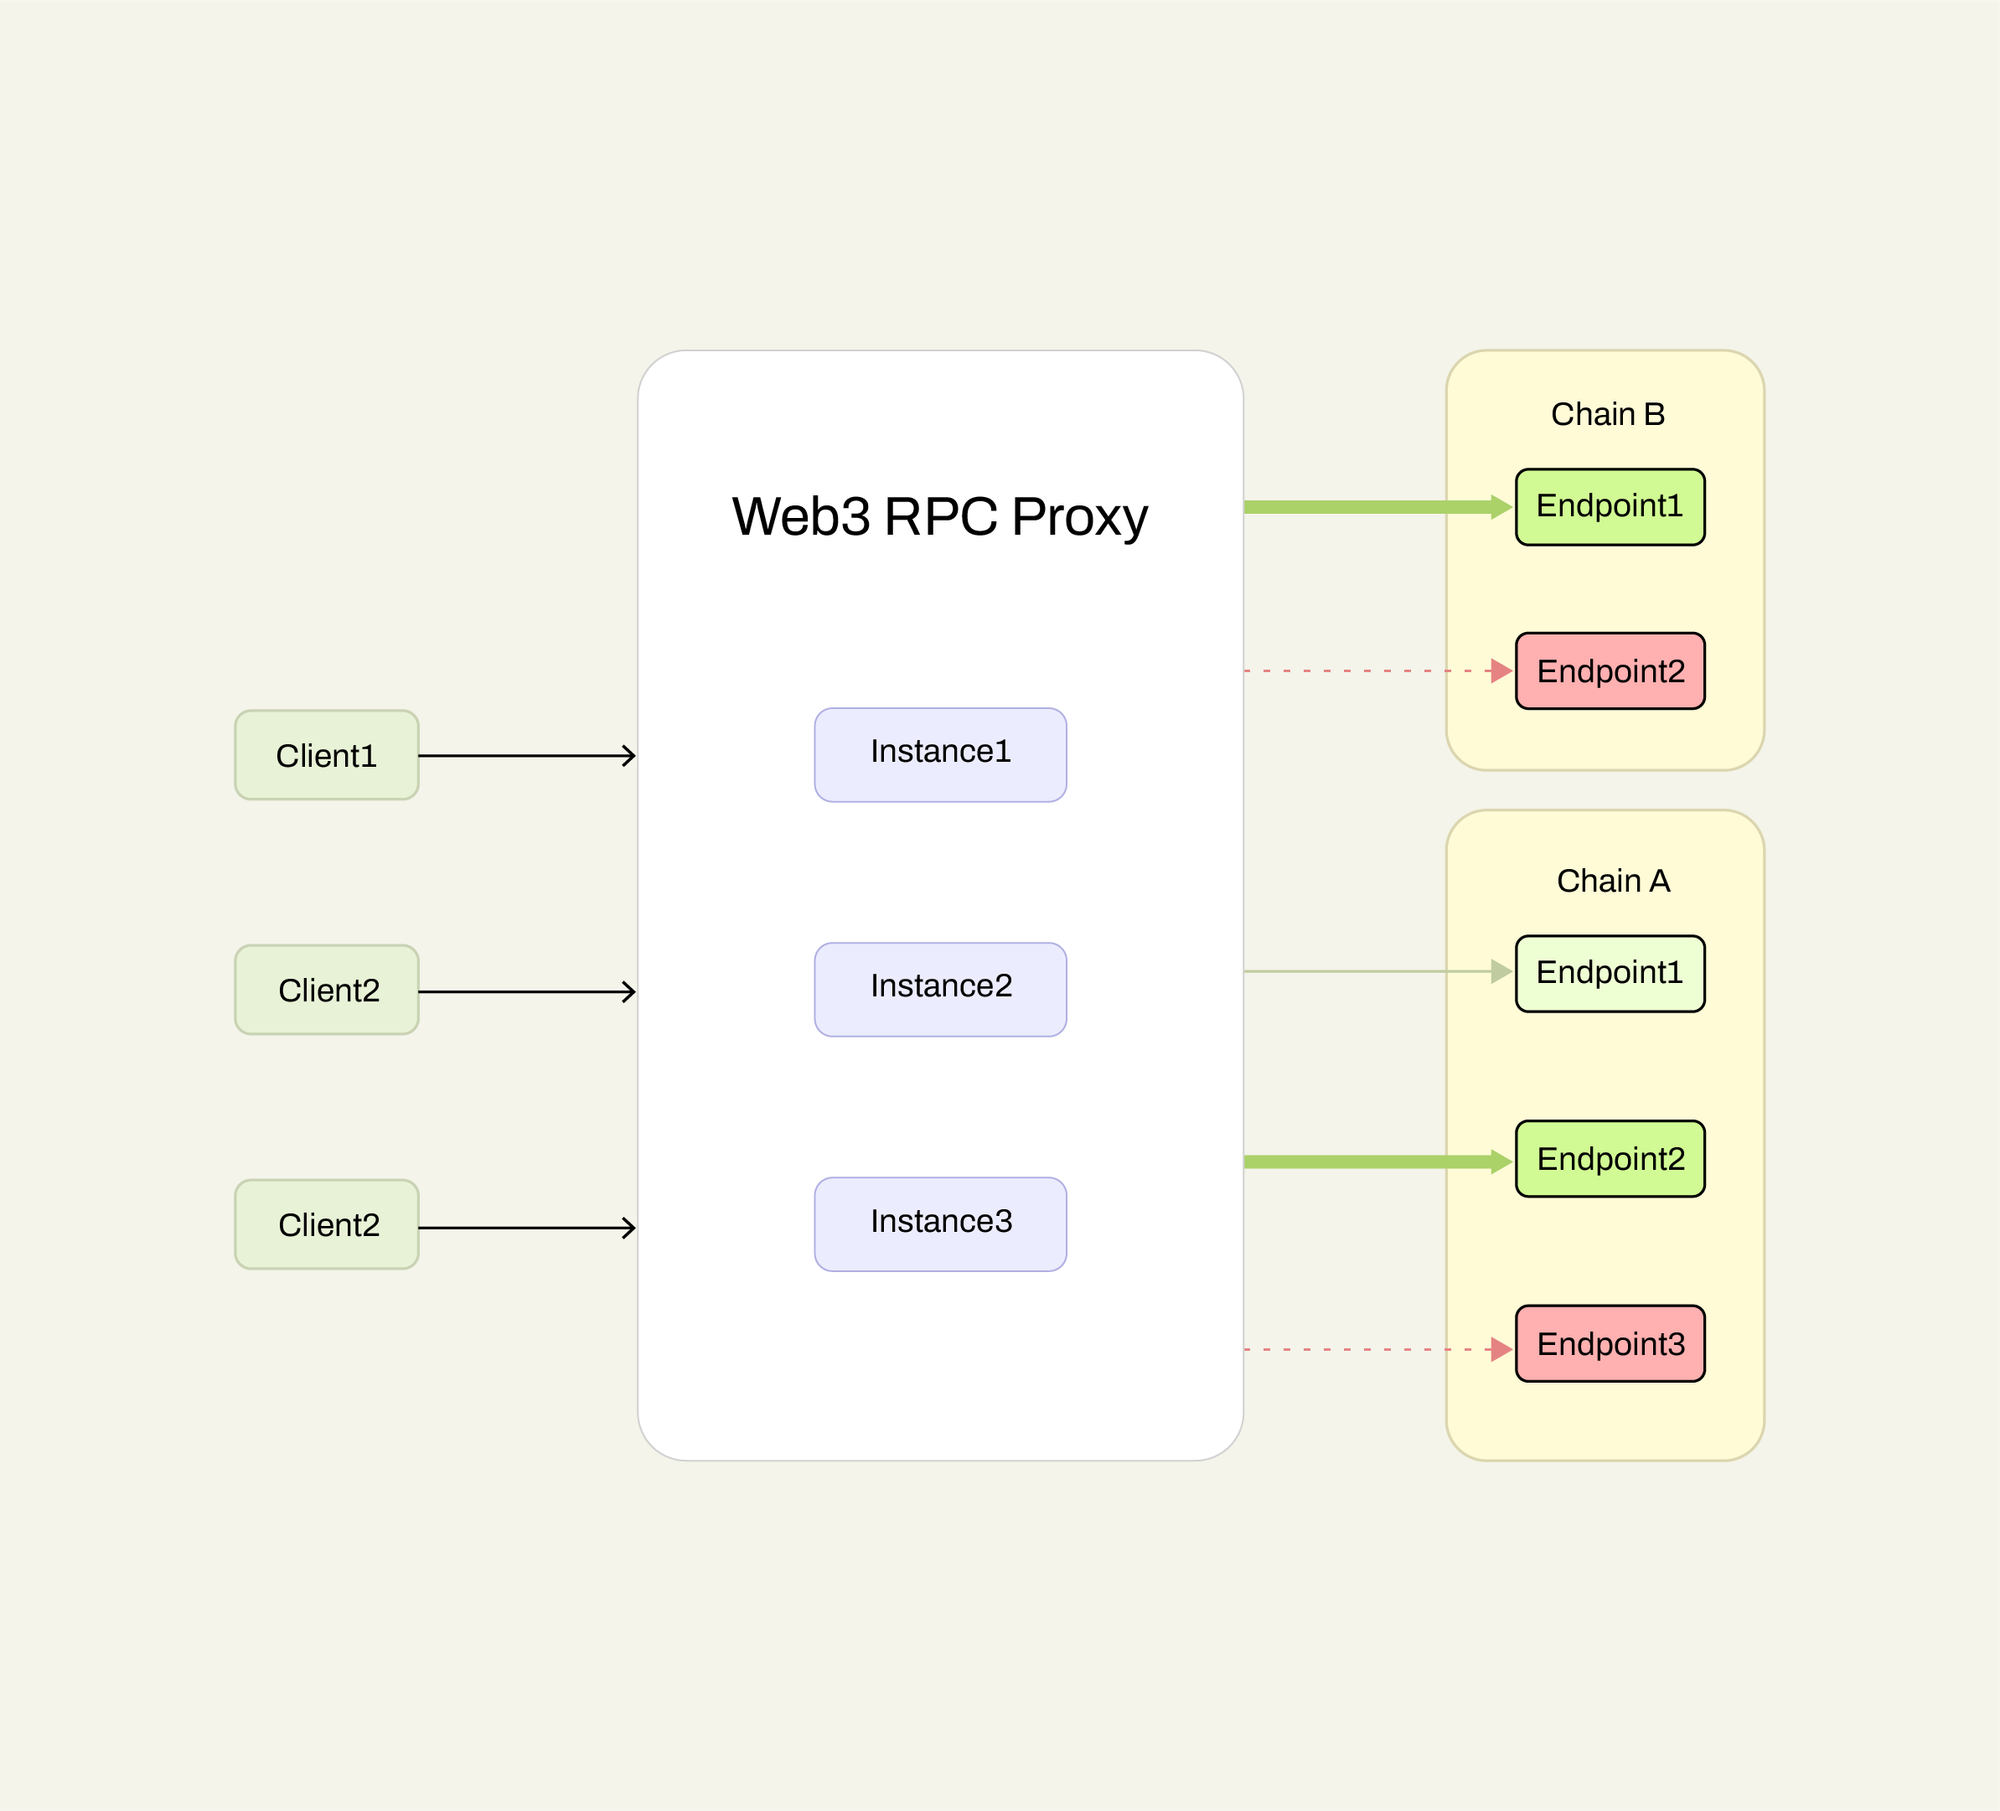 Client1
Client2
Client2
Web3 RPC Proxy
Instance1
Instance2
Instance3
Chain B
Endpoint1
Endpoint2
Chain A
Endpoint1
Endpoint2
Endpoint3